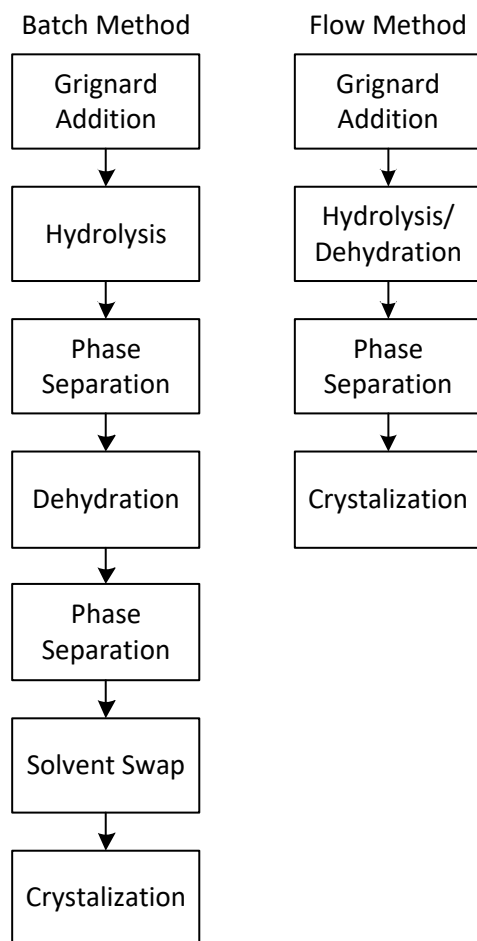 Batch Method
Grignard
Addition
Hydrolysis
Phase
Separation
Dehydration
Phase
Separation
Solvent Swap
Crystalization
Flow Method
Grignard
Addition
Hydrolysis/
Dehydration
Phase
Separation
Crystalization